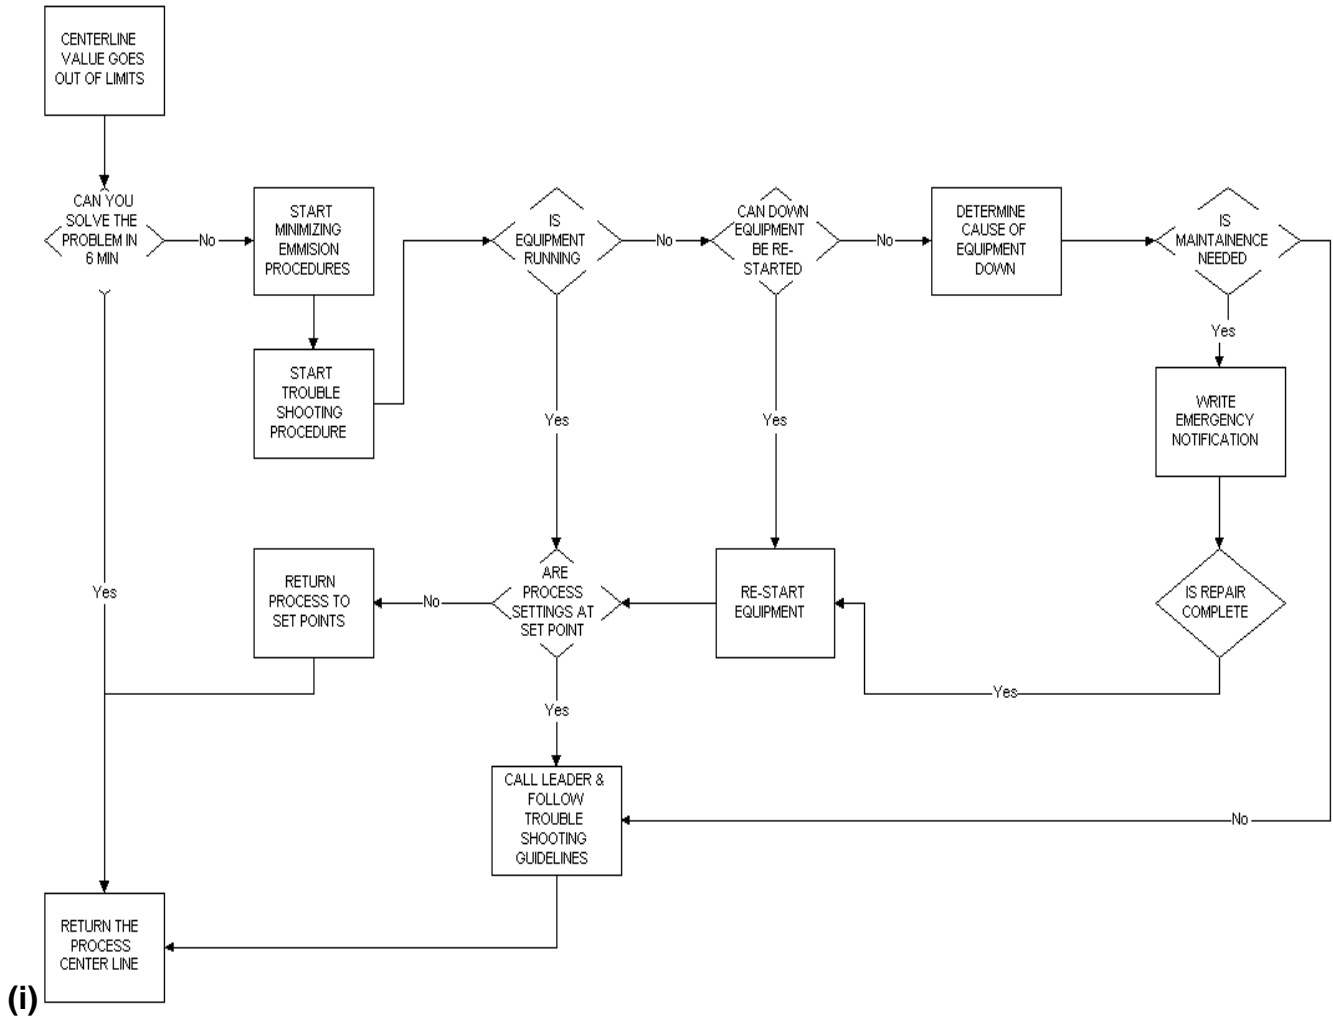 CENTERLINE
VALUE GOES
OUT OF LIMITS
CAN YOU
SOLVE THE
PROBLEM IN
6 MIN
No
START
MINIMIZING
EMMISION
PROCEDURES
IS
EQUIPMENT
RUNNING
No
CAN DOWN
EQUIPMENT
BE RE-
STARTED
No
DETERMINE
CAUSE OF
EQUIPMENT
DOWN
IS
MAINTAINENCE
NEEDED
Yes
START
TROUBLE
SHOOTING
PROCEDURE
Yes
Yes
WRITE
EMERGENCY
NOTIFICATION
Yes
RETURN
PROCESS TO
SET POINTS
No
ARE
PROCESS
SETTINGS AT
SET POINT
RE-START
EQUIPMENT
IS REPAIR
COMPLETE
Yes
Yes
CALL LEADER &
FOLLOW
TROUBLE
SHOOTING
GUIDELINES
No
RETURN THE
PROCESS
CENTER LINE
(i)